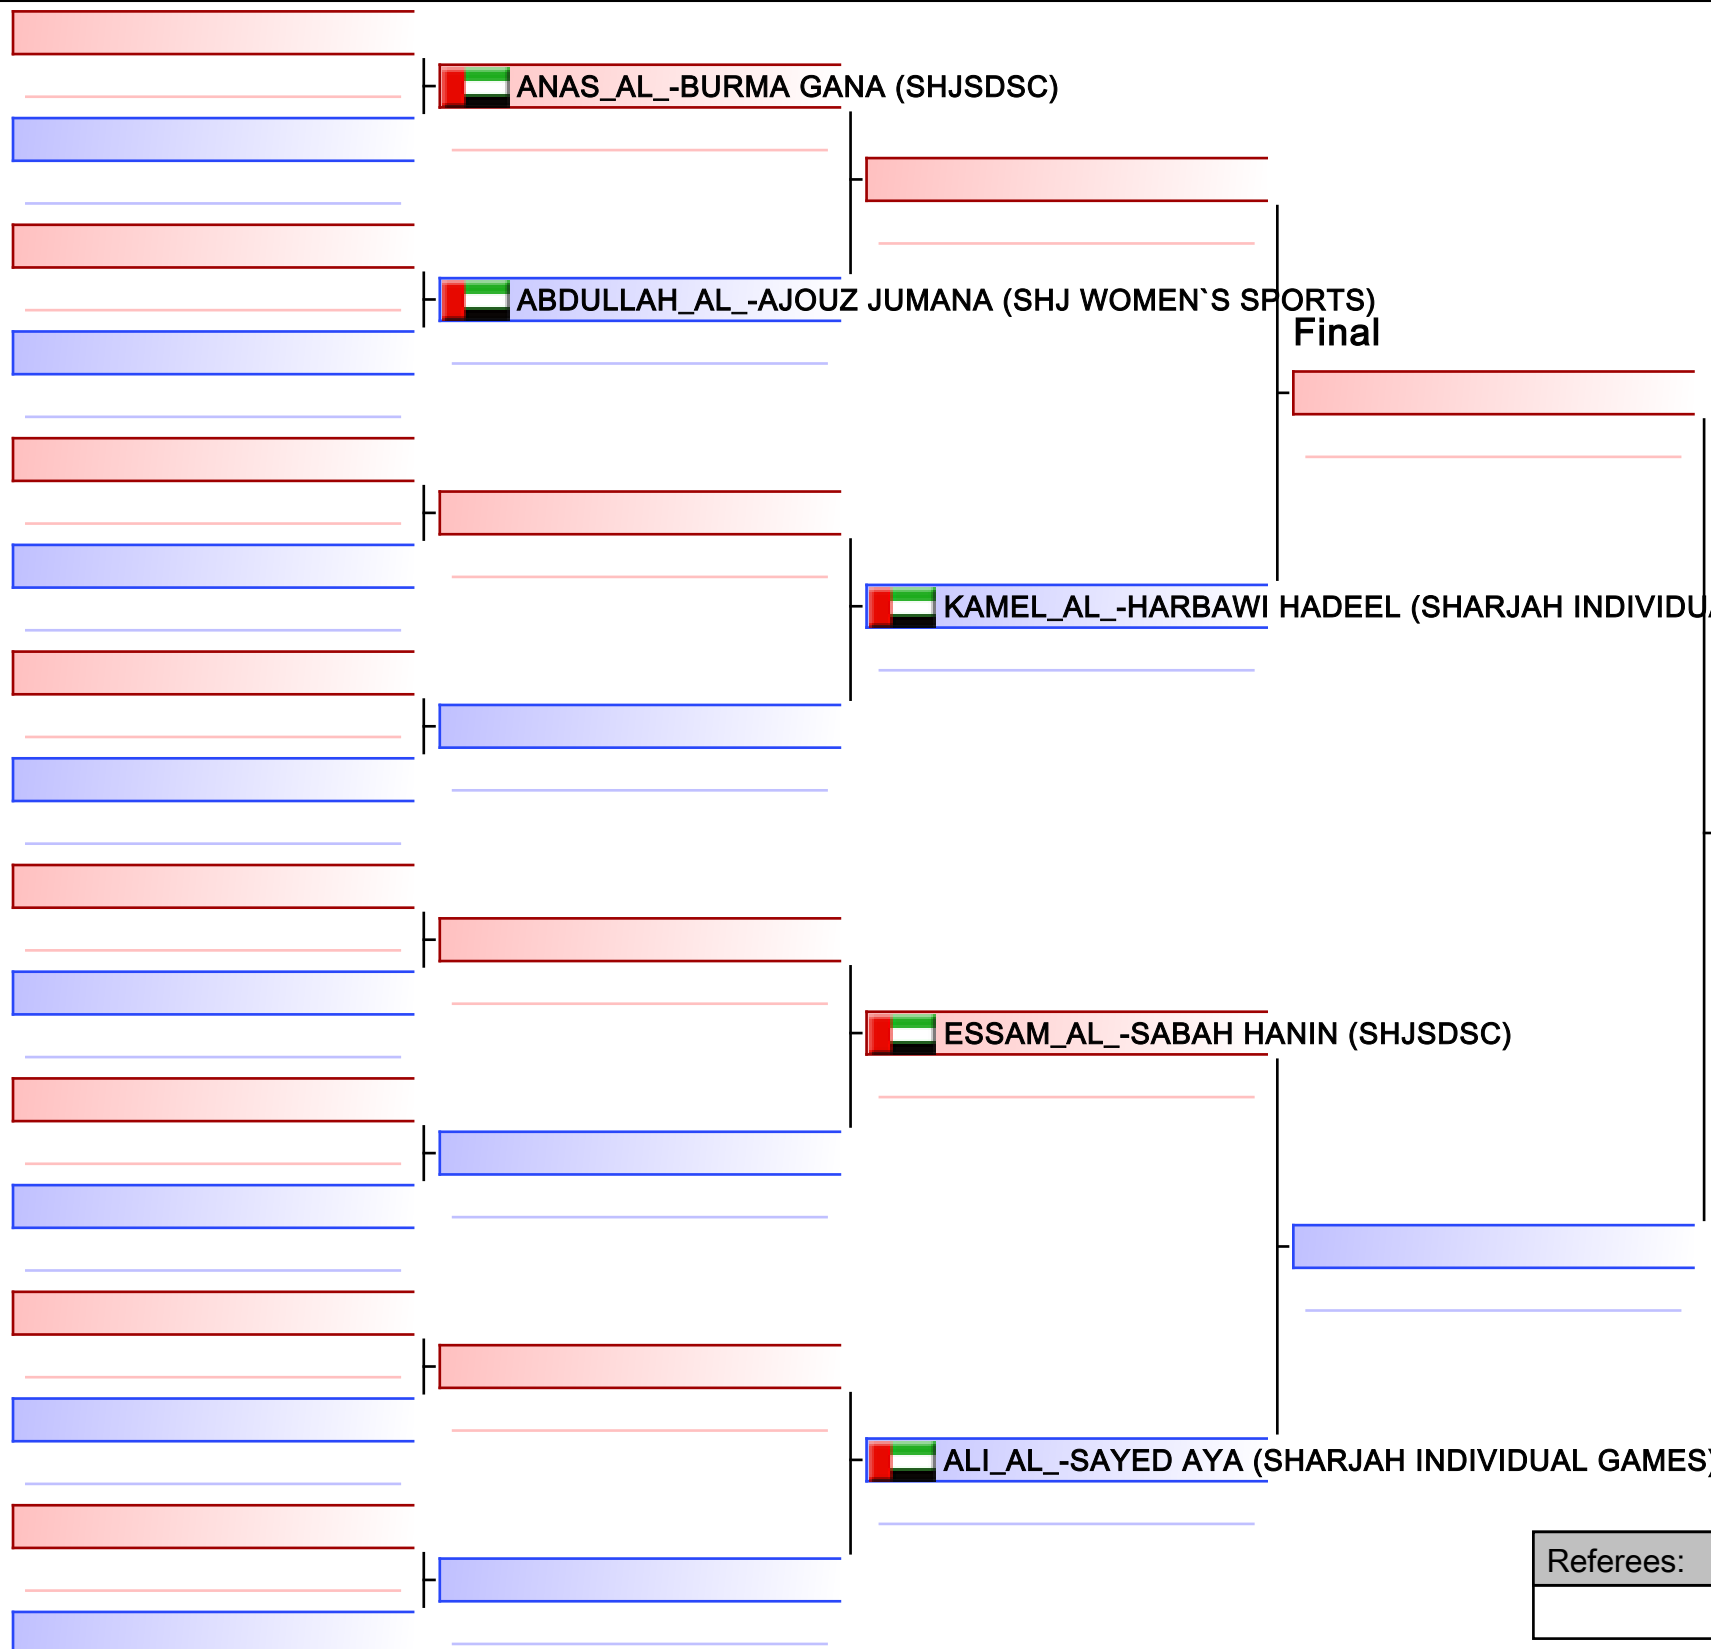 ANAS_AL_-BURMA GANA (SHJSDSC)
ABDULLAH_AL_-AJOUZ JUMANA (SHJ WOMEN`S SPORTS)
Final
KAMEL_AL_-HARBAWI HADEEL (SHARJAH
ESSAM_AL_-SABAH HANIN (SHJSDSC)
ALI_AL_-SAYED AYA (SHARJAH INDIVIDUAL GAMES)
Referees: